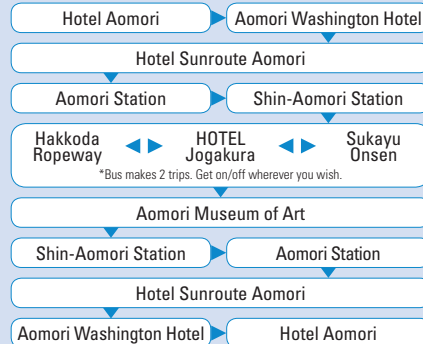 Hotel Aomori
Aomori Washington Hotel
Hotel Sunroute Aomori
Aomori Station
Shin-Aomori Station
Hakkoda
Ropeway
HOTEL
Jogakura
Sukayu
Onsen
*Bus makes 2 trips. Get on/off wherever you wish.
Aomori Museum of Art
Shin-Aomori Station
Aomori Station
Hotel Sunroute Aomori
Aomori Washington Hotel
Hotel Aomori